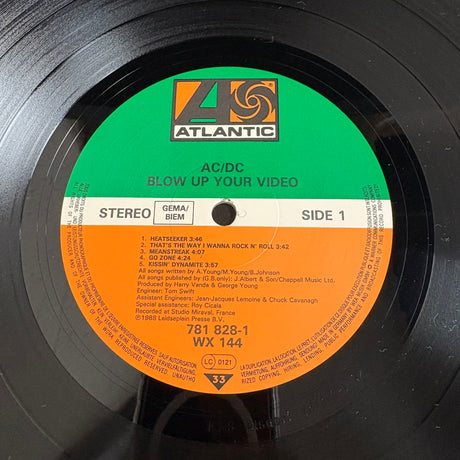 ATLANTIC
AC/DC
BLOW UP YOUR VIDEO
STEREO GEMA/BIEM SIDE 1
1. HEATSEEKER 3:46
2. THAT'S THE WAY I WANNA ROCK N' ROLL 3:42
3. MEANSTREAK 4:07
4. GO ZONE 4:24
5. KISSIN' DYNAMITE 3:57
All songs written by A.Young/M.Young/B.Johnson
All songs published by (G.B.only) J.Albert & Son/Chappell Music Ltd.
Produced by Harry Vanda & George Young
Engineer: Tom Swift
Assistant Engineers: Jean-Jacques Lemoine & Chuck Cavanagh
Special assistance: Roy Cicala
Recorded at Studio Miraval, France
℗1988 Leidseplein Presse B.V.
781 828-1
WX 144
LC 0121
33